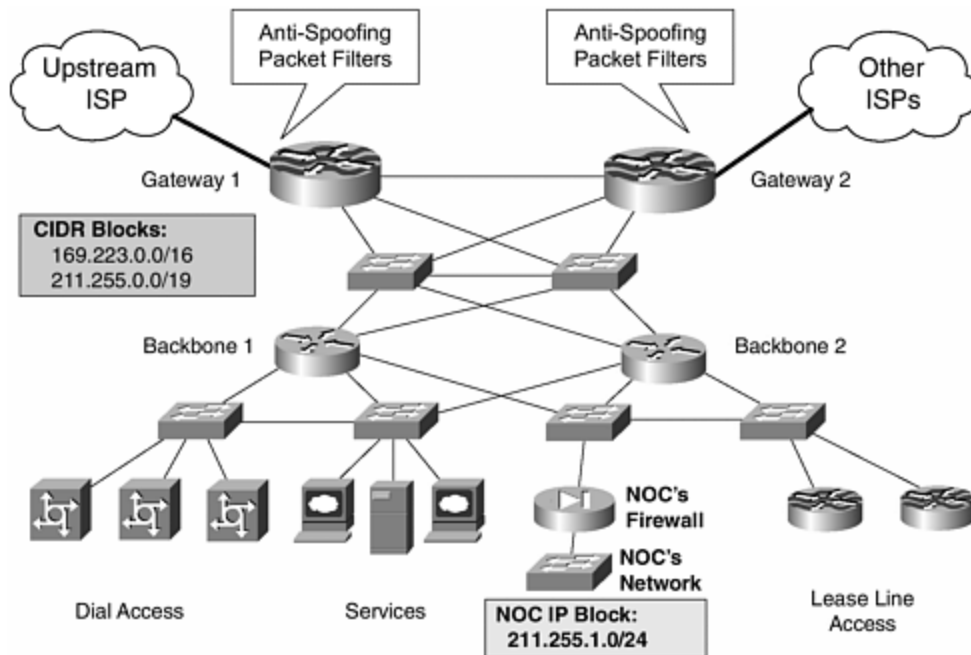 Anti-Spoofing
Packet Filters
Anti-Spoofing
Packet Filters
Upstream
ISP
Other
ISPs
Gateway 1
Gateway 2
CIDR Blocks:
169.223.0.0/16
211.255.0.0/19
Backbone 1
Backbone 2
NOC's
Firewall
NOC's
Network
Dial Access
Services
NOC IP Block:
211.255.1.0/24
Lease Line
Access